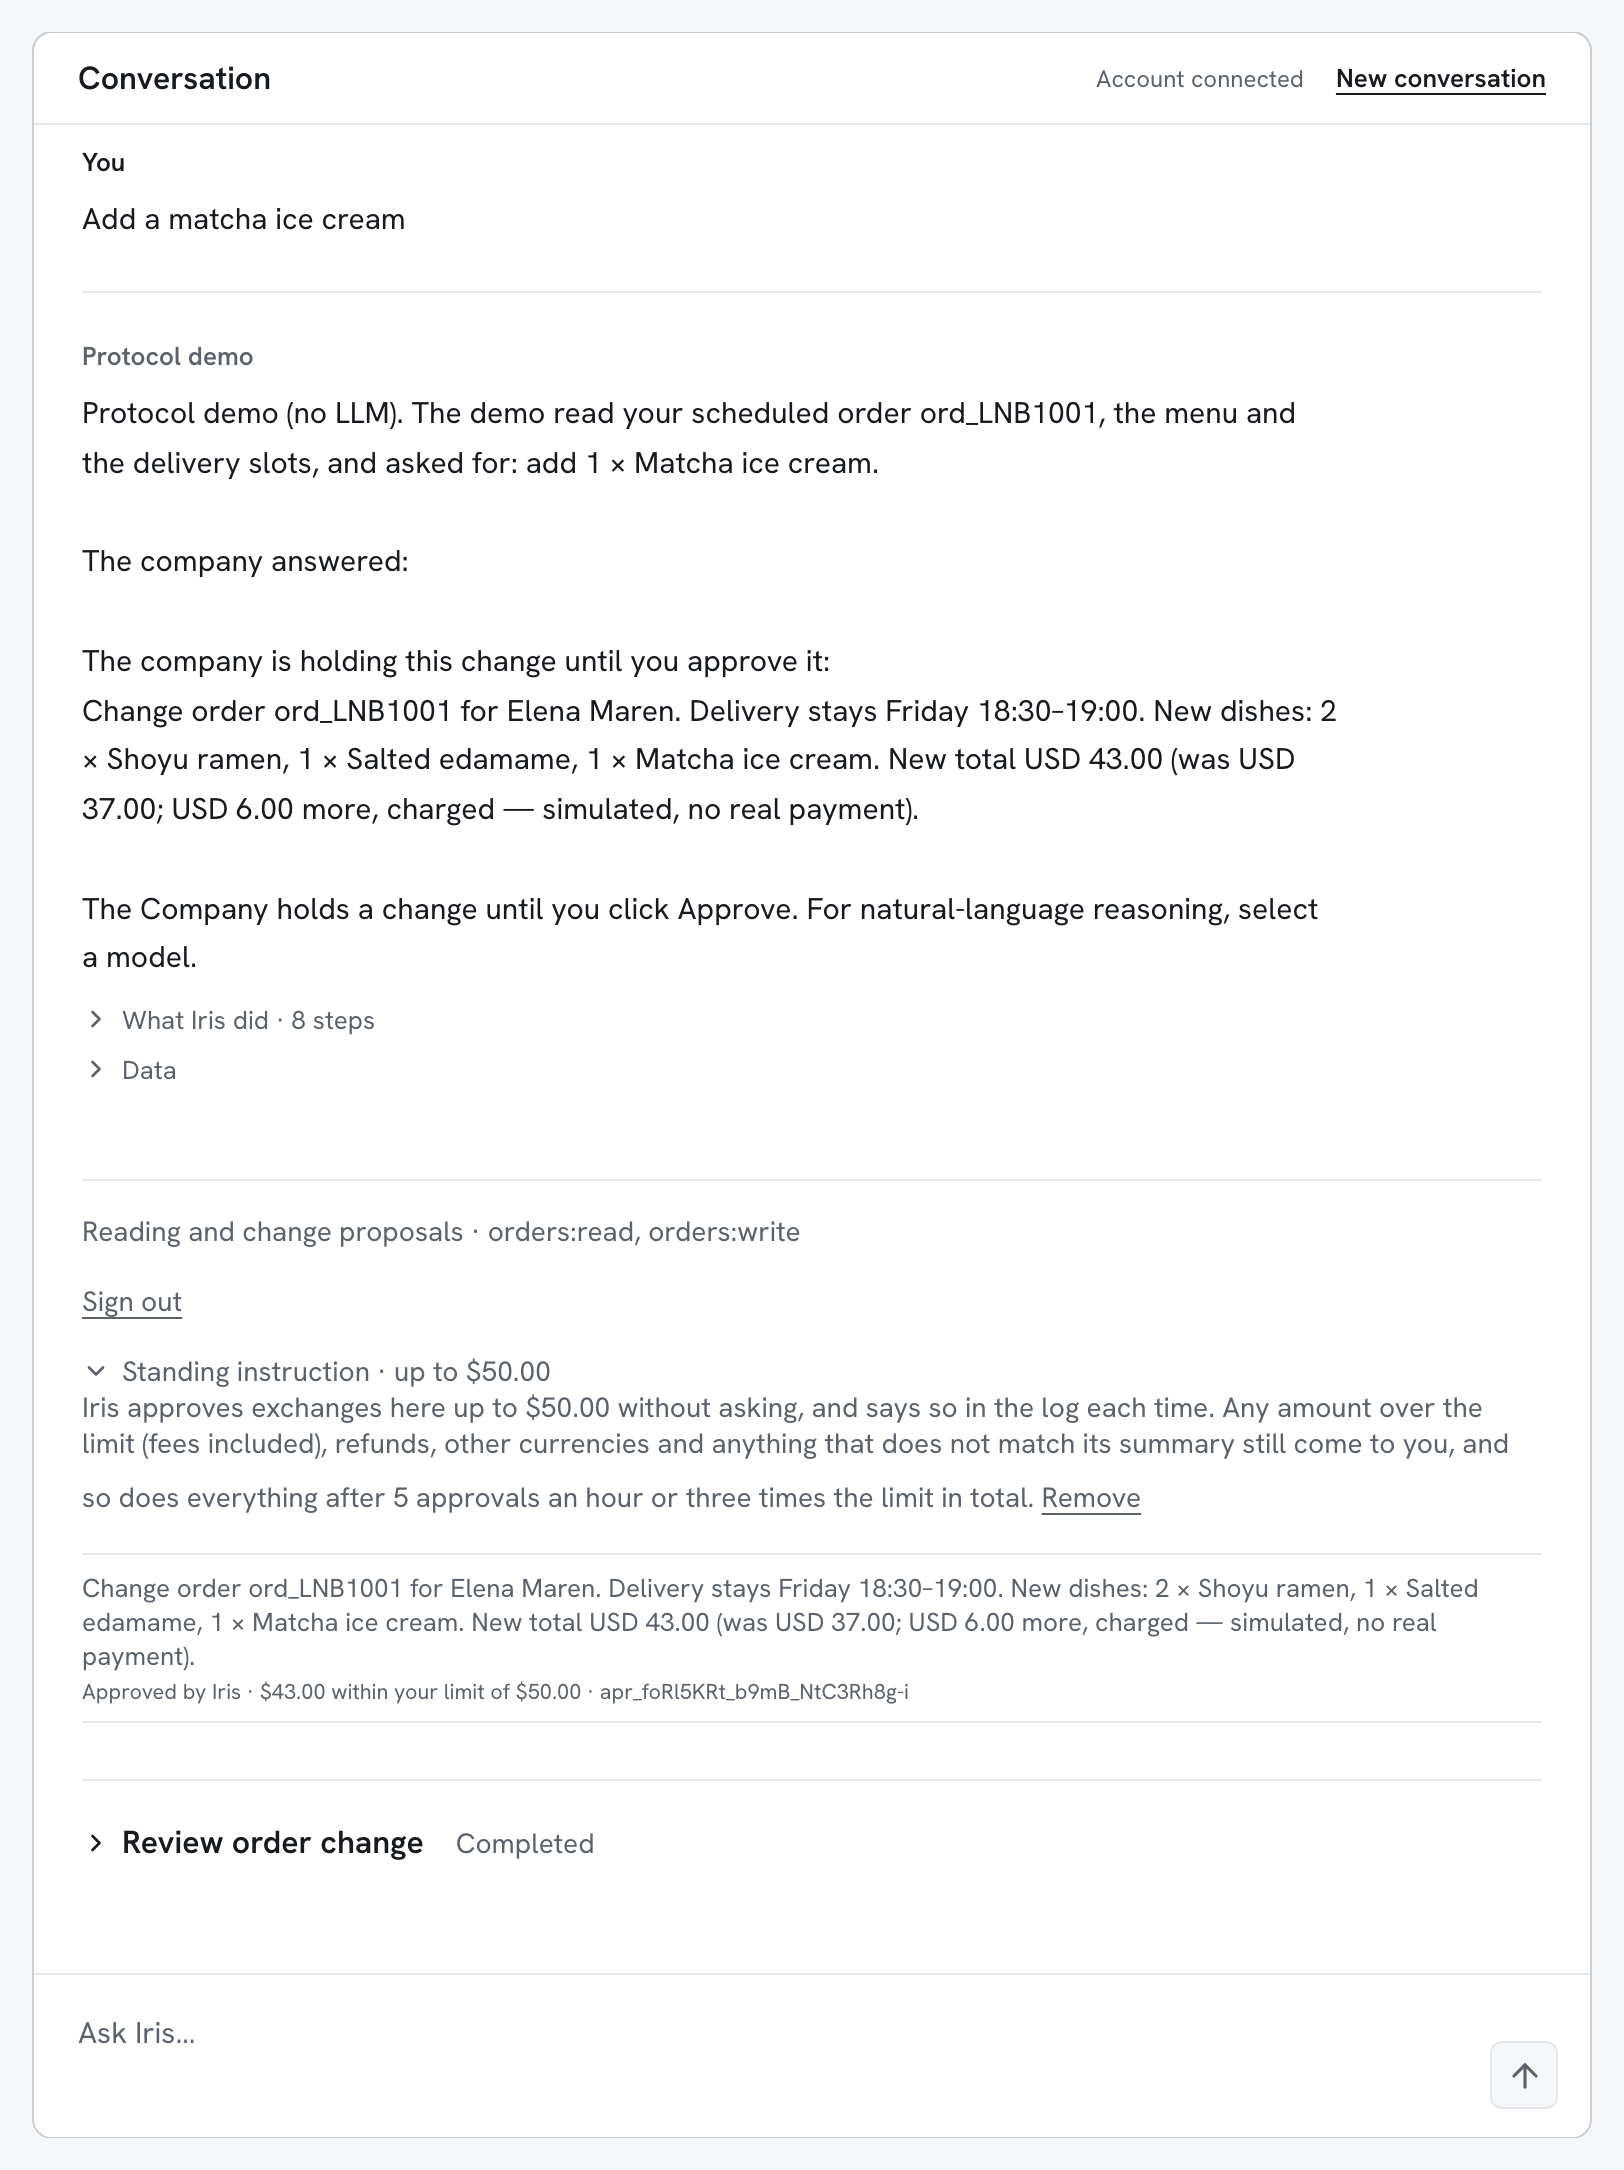 Conversation
Account connected
New conversation
You
Add a matcha ice cream
Protocol demo
Protocol demo (no LLM). The demo read your scheduled order ord_LNB1001, the menu and
the delivery slots, and asked for: add 1 × Matcha ice cream.
The company answered:
The company is holding this change until you approve it:
Change order ord_LNB1001 for Elena Maren. Delivery stays Friday 18:30–19:00. New dishes: 2
× Shoyu ramen, 1 × Salted edamame, 1 × Matcha ice cream. New total USD 43.00 (was USD
37.00; USD 6.00 more, charged — simulated, no real payment).
The Company holds a change until you click Approve. For natural-language reasoning, select
a model.
What Iris did · 8 steps
Data
Reading and change proposals · orders:read, orders:write
Sign out
Standing instruction · up to $50.00
Iris approves exchanges here up to $50.00 without asking, and says so in the log each time. Any amount over the
limit (fees included), refunds, other currencies and anything that does not match its summary still come to you, and
so does everything after 5 approvals an hour or three times the limit in total. Remove
Change order ord_LNB1001 for Elena Maren. Delivery stays Friday 18:30–19:00. New dishes: 2 × Shoyu ramen, 1 × Salted
edamame, 1 × Matcha ice cream. New total USD 43.00 (was USD 37.00; USD 6.00 more, charged — simulated, no real
payment).
Approved by Iris · $43.00 within your limit of $50.00 · apr_foRl5KRt_b9mB_NtC3Rh8g-i
Review order change Completed
Ask Iris...